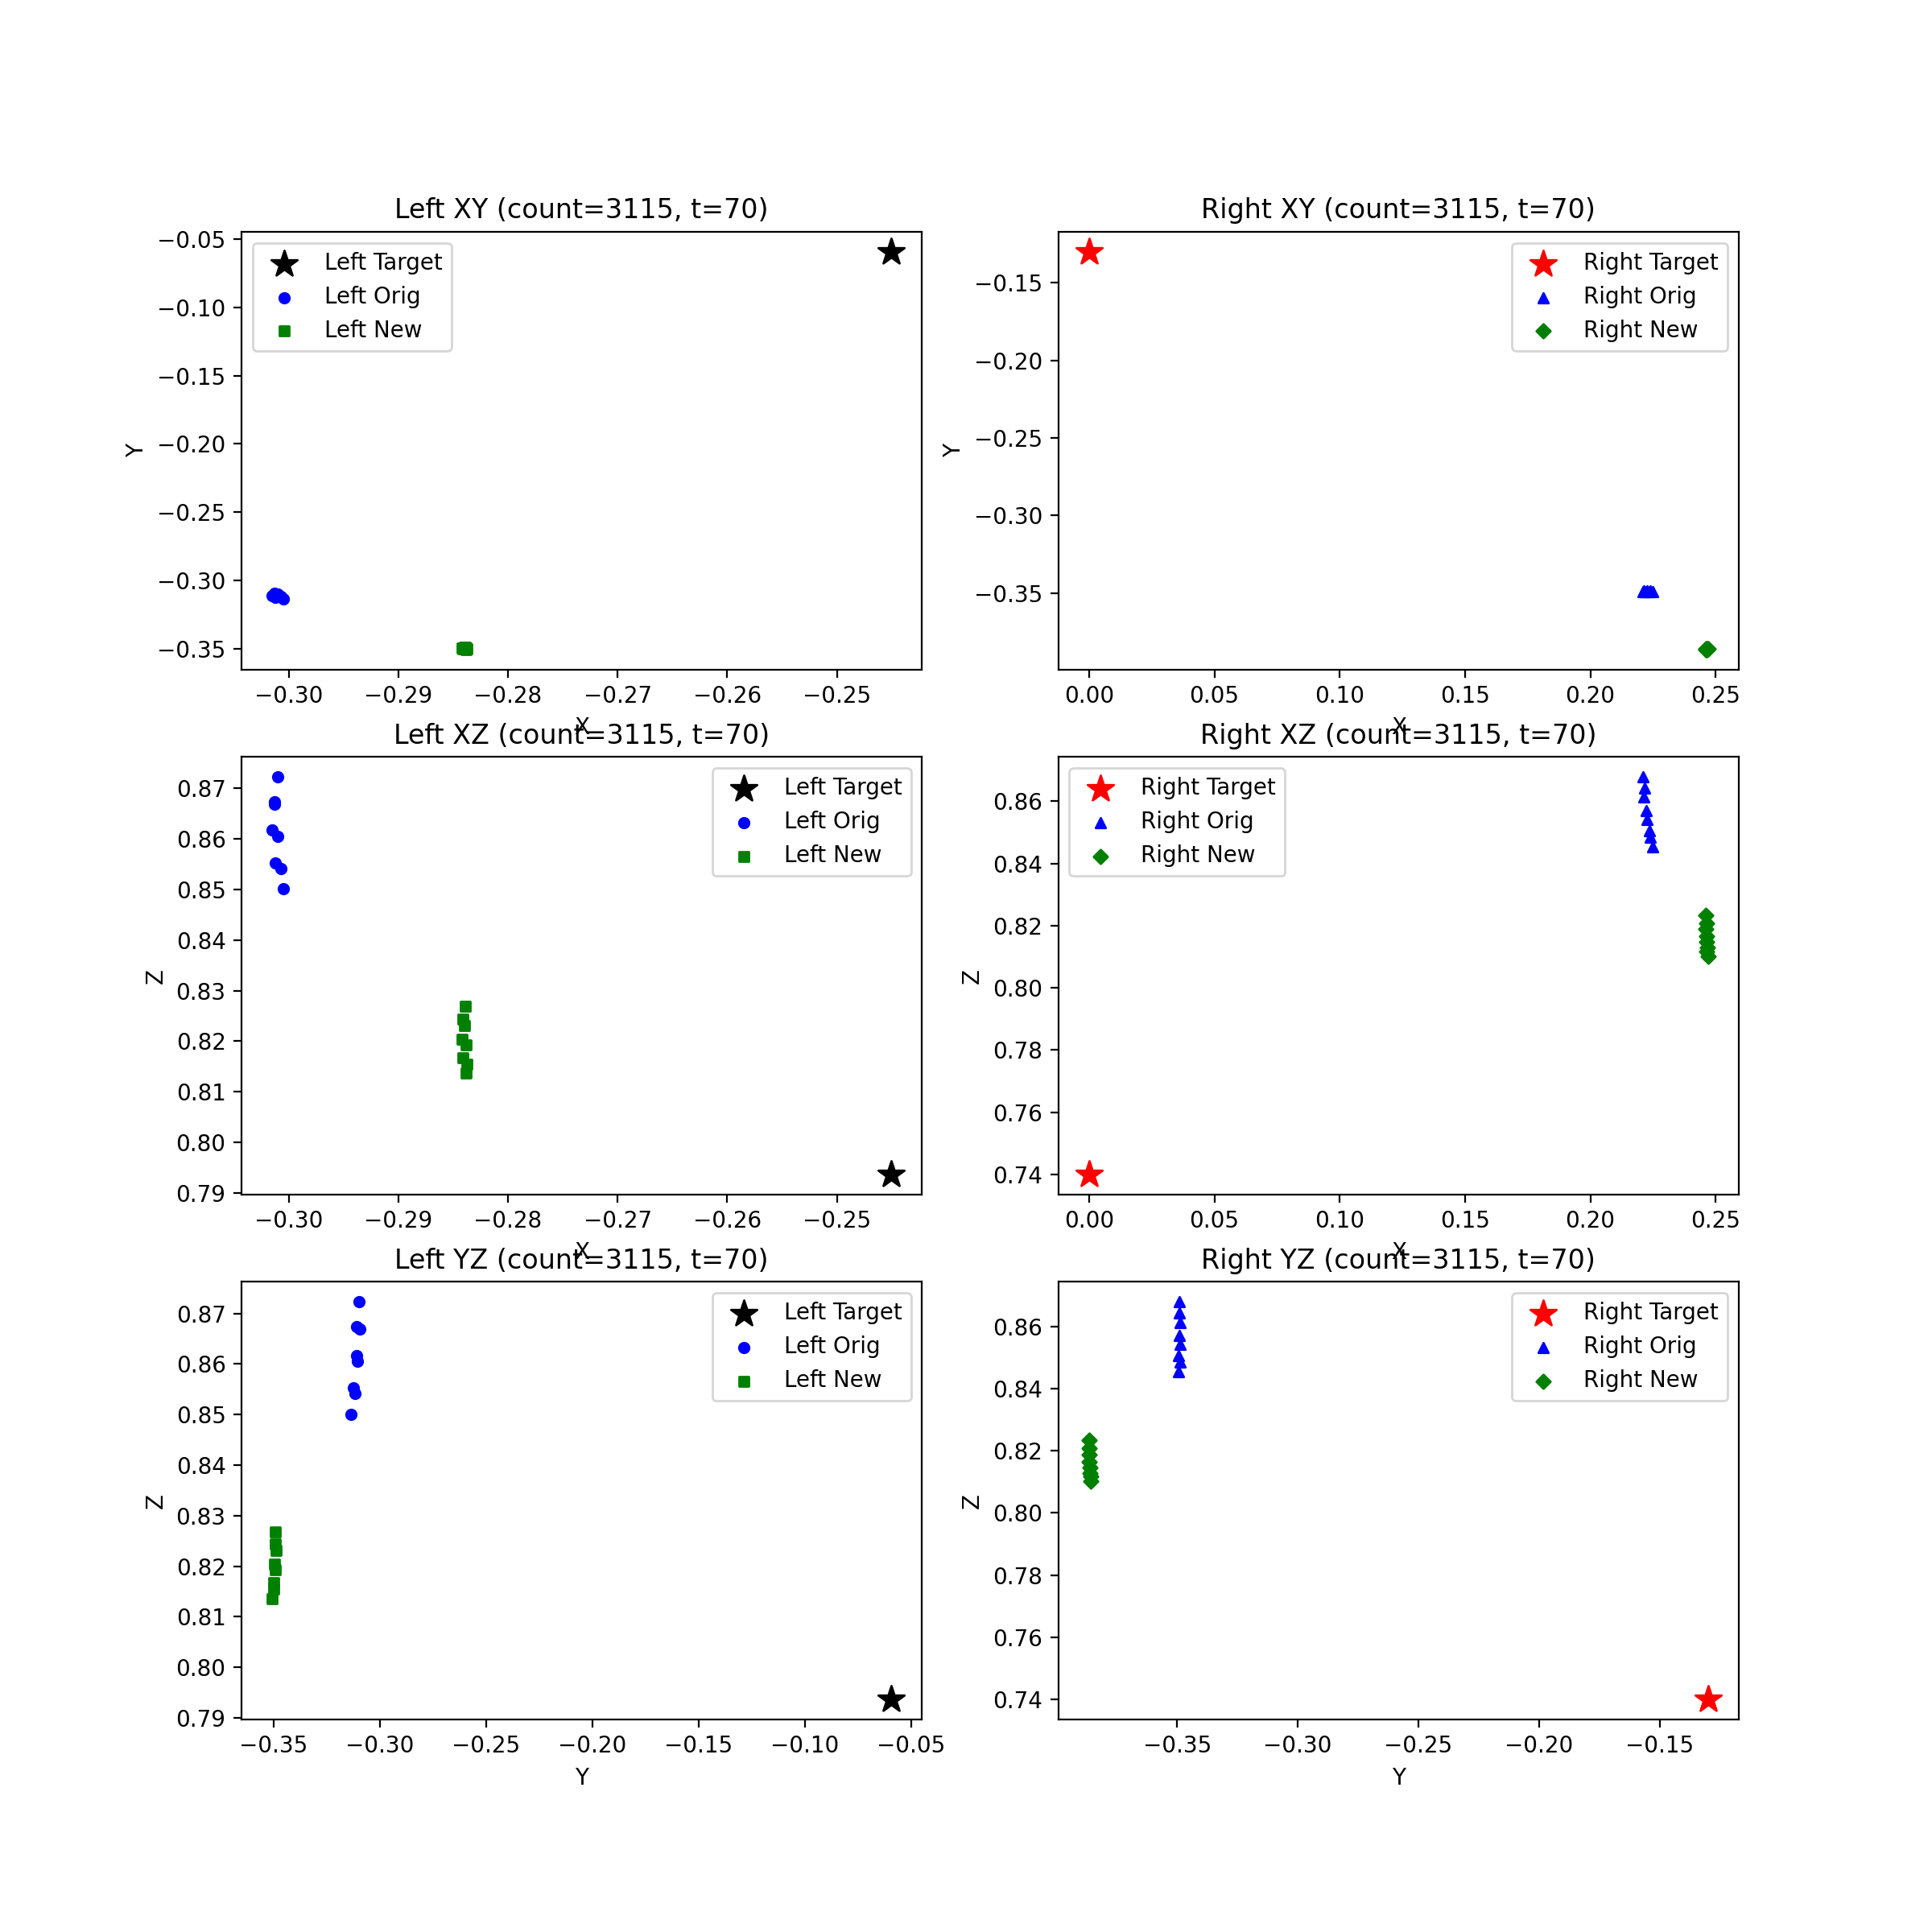 Left XY (count=3115, t=70)
Left Target
Left Orig
Left New
Y
−0.05
−0.10
−0.15
−0.20
−0.25
−0.30
−0.35
−0.30 −0.29 −0.28 −0.27 −0.26 −0.25
X
Right XY (count=3115, t=70)
Right Target
Right Orig
Right New
Y
−0.15
−0.20
−0.25
−0.30
−0.35
0.00 0.05 0.10 0.15 0.20 0.25
X
Left XZ (count=3115, t=70)
Left Target
Left Orig
Left New
Z
0.87
0.86
0.85
0.84
0.83
0.82
0.81
0.80
0.79
−0.30 −0.29 −0.28 −0.27 −0.26 −0.25
X
Right XZ (count=3115, t=70)
Right Target
Right Orig
Right New
Z
0.86
0.84
0.82
0.80
0.78
0.76
0.74
0.00 0.05 0.10 0.15 0.20 0.25
X
Left YZ (count=3115, t=70)
Left Target
Left Orig
Left New
Z
0.87
0.86
0.85
0.84
0.83
0.82
0.81
0.80
0.79
−0.35 −0.30 −0.25 −0.20 −0.15 −0.10 −0.05
Y
Right YZ (count=3115, t=70)
Right Target
Right Orig
Right New
Z
0.86
0.84
0.82
0.80
0.78
0.76
0.74
−0.35 −0.30 −0.25 −0.20 −0.15
Y